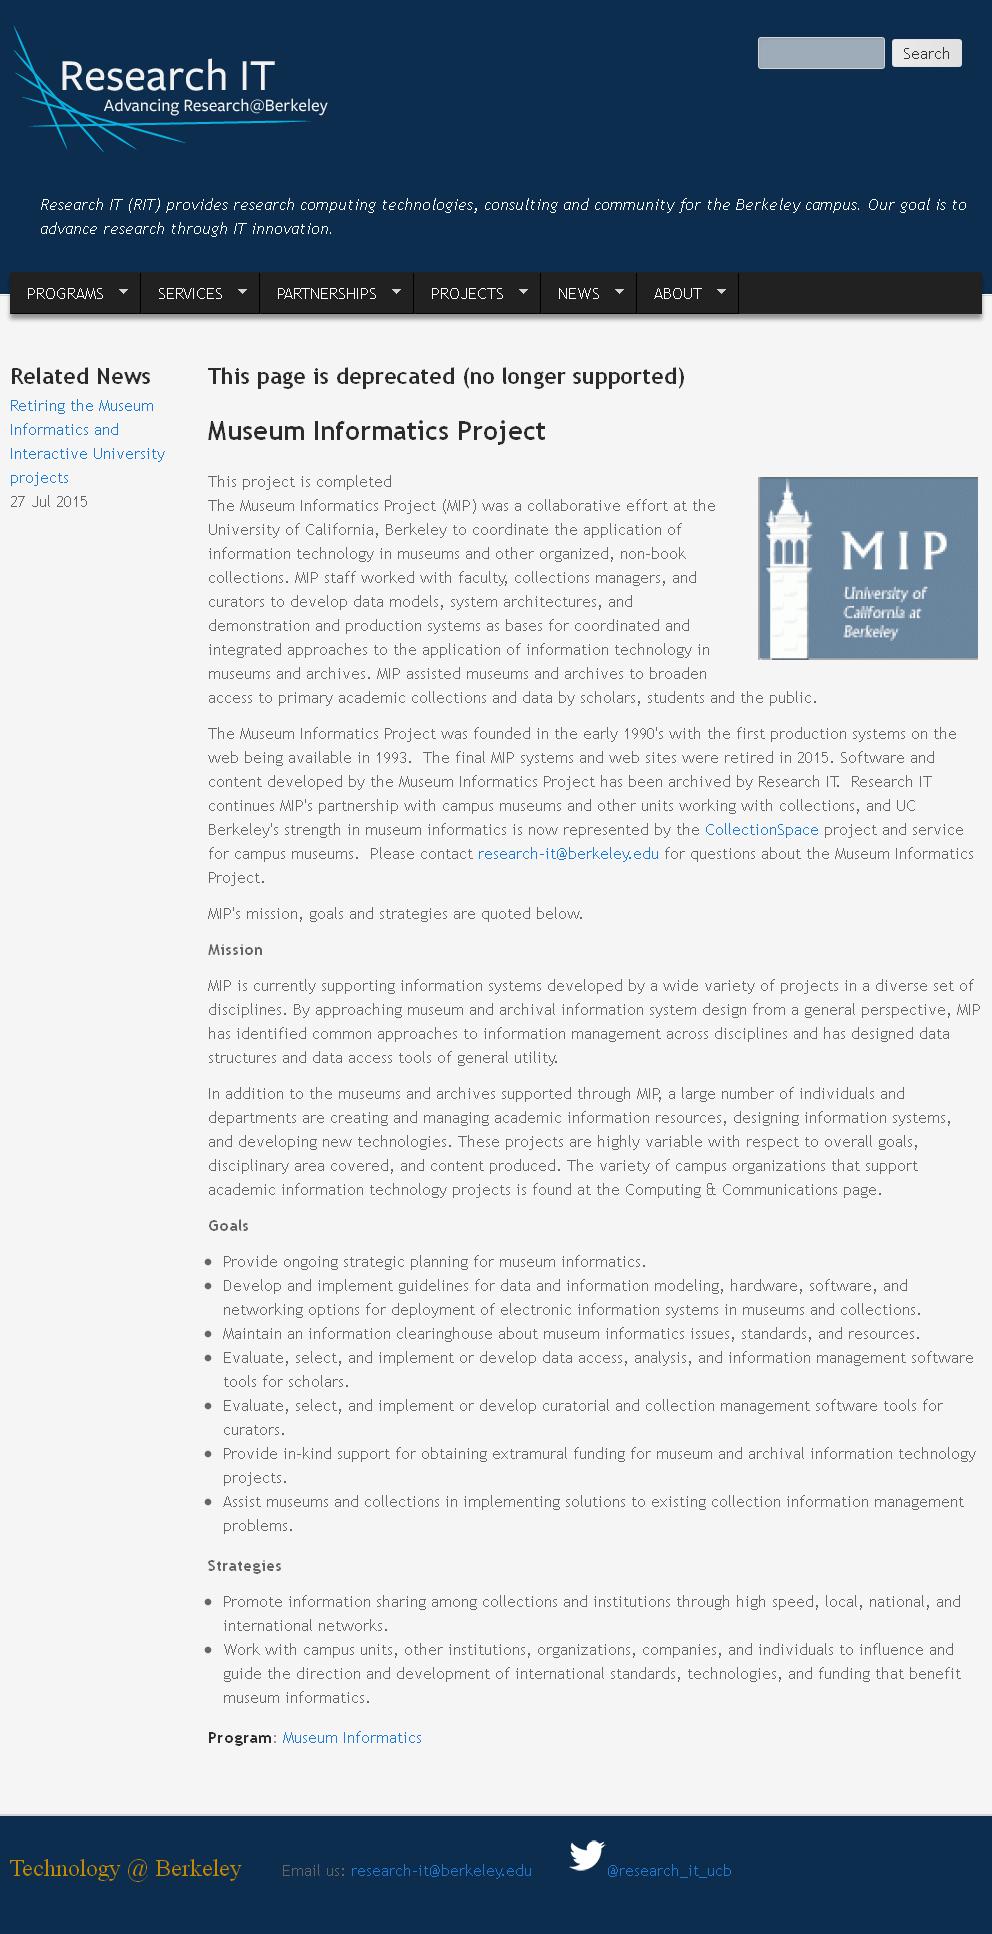 Research IT
Advancing Research@Berkeley
Search
Research IT (RIT) provides research computing technologies, consulting and community for the Berkeley campus. Our goal is to
advance research through IT innovation.
PROGRAMS SERVICES PARTNERSHIPS PROJECTS NEWS ABOUT
Related News
Retiring the Museum
Informatics and
Interactive University
projects
27 Jul 2015
This page is deprecated (no longer supported)
Museum Informatics Project
This project is completed
The Museum Informatics Project (MIP) was a collaborative effort at the
University of California, Berkeley to coordinate the application of
information technology in museums and other organized, non-book
collections. MIP staff worked with faculty, collections managers, and
curators to develop data models, system architectures, and
demonstration and production systems as bases for coordinated and
integrated approaches to the application of information technology in
museums and archives. MIP assisted museums and archives to broaden
access to primary academic collections and data by scholars, students and the public.
MIP
University of
California at
Berkeley
The Museum Informatics Project was founded in the early 1990's with the first production systems on the
web being available in 1993.  The final MIP systems and web sites were retired in 2015. Software and
content developed by the Museum Informatics Project has been archived by Research IT.  Research IT
continues MIP's partnership with campus museums and other units working with collections, and UC
Berkeley's strength in museum informatics is now represented by the CollectionSpace project and service
for campus museums.  Please contact research-it@berkeley.edu for questions about the Museum Informatics
Project.
MIP's mission, goals and strategies are quoted below.
Mission
MIP is currently supporting information systems developed by a wide variety of projects in a diverse set of
disciplines. By approaching museum and archival information system design from a general perspective, MIP
has identified common approaches to information management across disciplines and has designed data
structures and data access tools of general utility.
In addition to the museums and archives supported through MIP, a large number of individuals and
departments are creating and managing academic information resources, designing information systems,
and developing new technologies. These projects are highly variable with respect to overall goals,
disciplinary area covered, and content produced. The variety of campus organizations that support
academic information technology projects is found at the Computing & Communications page.
Goals
• Provide ongoing strategic planning for museum informatics.
• Develop and implement guidelines for data and information modeling, hardware, software, and
networking options for deployment of electronic information systems in museums and collections.
• Maintain an information clearinghouse about museum informatics issues, standards, and resources.
• Evaluate, select, and implement or develop data access, analysis, and information management software
tools for scholars.
• Evaluate, select, and implement or develop curatorial and collection management software tools for
curators.
• Provide in-kind support for obtaining extramural funding for museum and archival information technology
projects.
• Assist museums and collections in implementing solutions to existing collection information management
problems.
Strategies
• Promote information sharing among collections and institutions through high speed, local, national, and
international networks.
• Work with campus units, other institutions, organizations, companies, and individuals to influence and
guide the direction and development of international standards, technologies, and funding that benefit
museum informatics.
Program: Museum Informatics
Technology @ Berkeley Email us: research-it@berkeley.edu @research_it_ucb